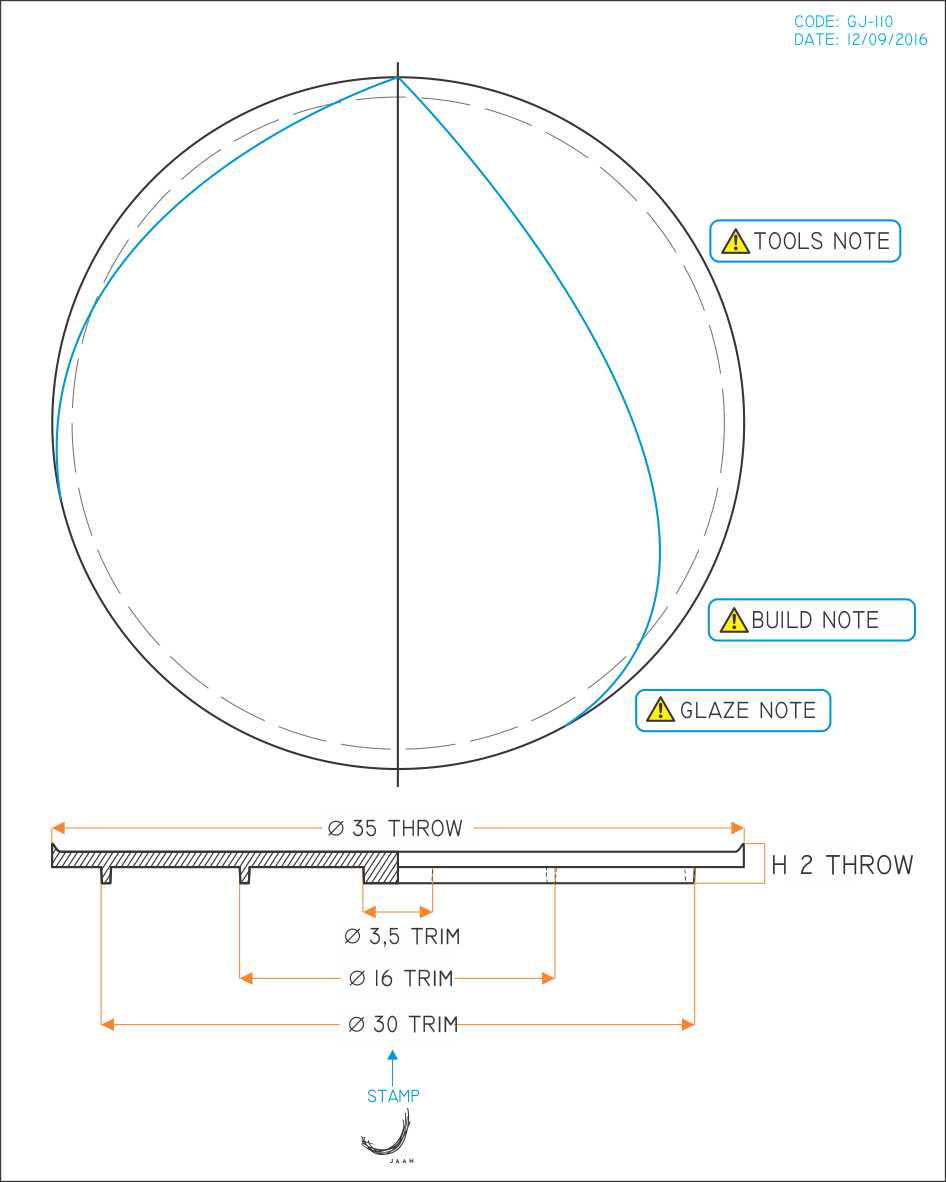 CODE: GJ-110
DATE: 12/09/2016
TOOLS NOTE
BUILD NOTE
GLAZE NOTE
Ø 35 THROW
H 2 THROW
Ø 3,5 TRIM
Ø 16 TRIM
Ø 30 TRIM
STAMP
JAAN